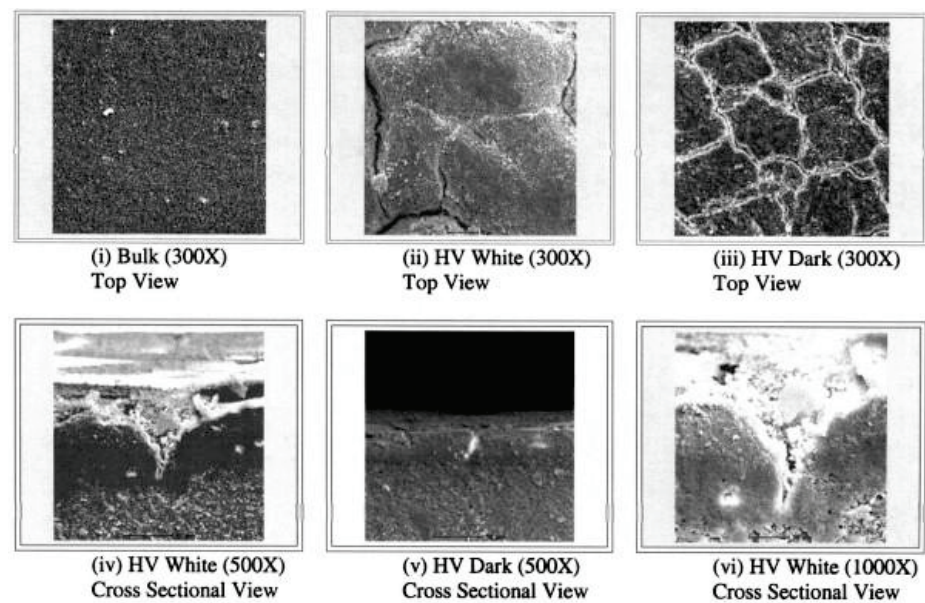 (i) Bulk (300X)
Top View
(ii) HV White (300X)
Top View
(iii) HV Dark (300X)
Top View
(iv) HV White (500X)
Cross Sectional View
(v) HV Dark (500X)
Cross Sectional View
(vi) HV White (1000X)
Cross Sectional View